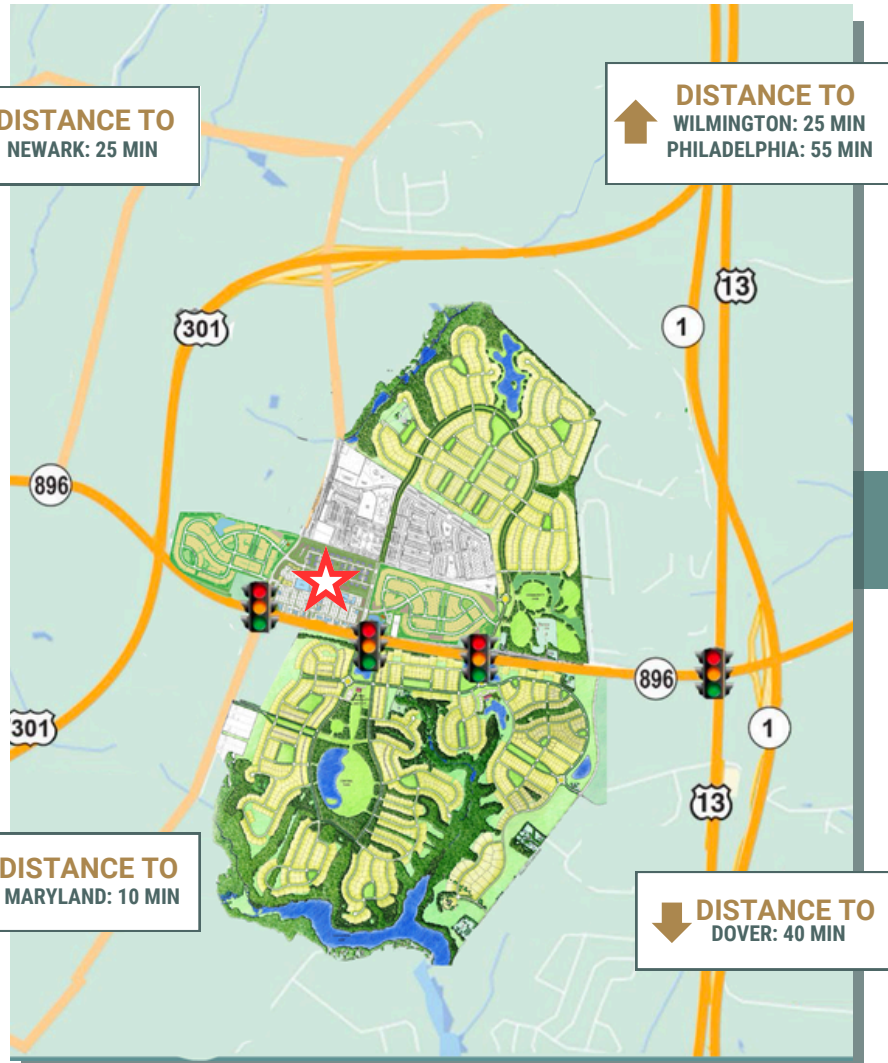 DISTANCE TO
WILMINGTON: 25 MIN
PHILADELPHIA: 55 MIN
DISTANCE TO
NEWARK: 25 MIN
13
1
301
896
896
301
1
13
DISTANCE TO
MARYLAND: 10 MIN
DISTANCE TO
DOVER: 40 MIN